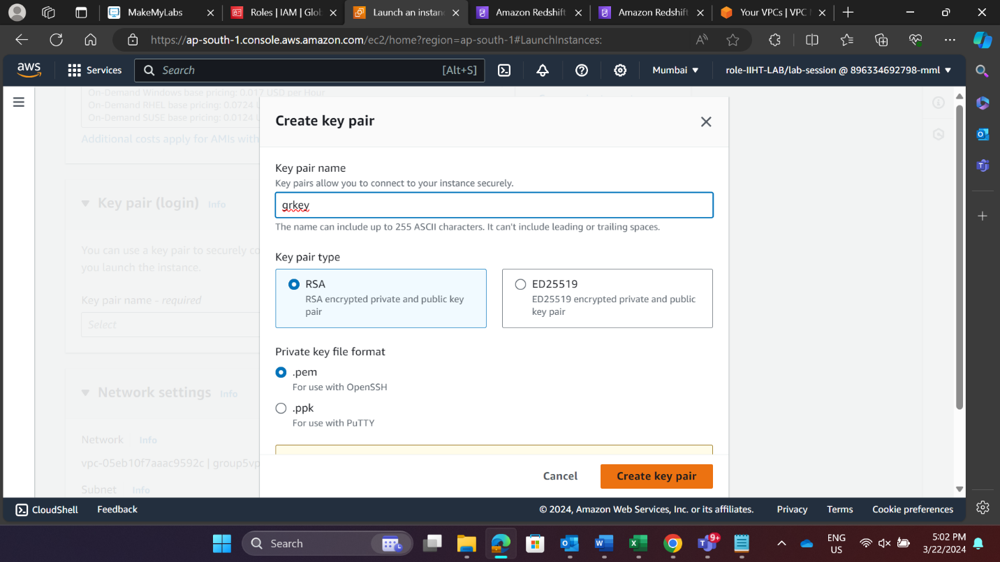 MakeMyLabs
Roles | IAM | Glo
Launch an instan
Amazon Redshift
Amazon Redshift
Your VPCs | VPC
https://ap-south-1.console.aws.amazon.com/ec2/home?region=ap-south-1#LaunchInstances:
aws
Services
Search
[Alt+S]
Mumbai
role-IIHT-LAB/lab-session @ 896334692798-mml
On-Demand Windows base pricing: 0.017 USD per Hour
On-Demand RHEL base pricing: 0.0724
On-Demand SUSE base pricing: 0.0124
Additional costs apply for AMIs with
Create key pair
Key pair name
Key pairs allow you to connect to your instance securely.
grkey
The name can include up to 255 ASCII characters. It can't include leading or trailing spaces.
Key pair type
RSA
RSA encrypted private and public key
pair
ED25519
ED25519 encrypted private and public
key pair
Private key file format
.pem
For use with OpenSSH
.ppk
For use with PuTTY
Cancel
Create key pair
Key pair (login) Info
You can use a key pair to securely co
you launch the instance.
Key pair name - required
Select
Network settings Info
Network Info
vpc-05eb10f7aaac9592c | group5vp
Subnet Info
CloudShell
Feedback
© 2024, Amazon Web Services, Inc. or its affiliates.
Privacy
Terms
Cookie preferences
Search
9+
ENG
US
5:02 PM
3/22/2024